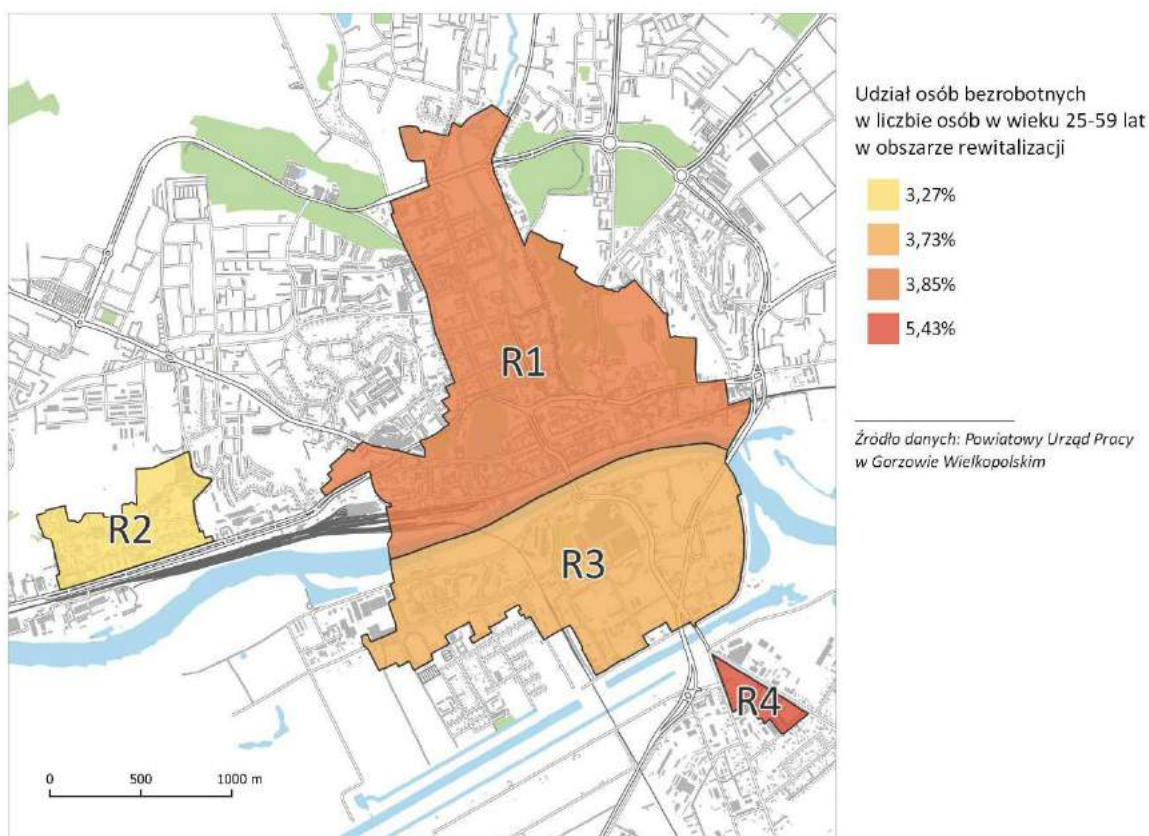 Udział osób bezrobotnych
w liczbie osób w wieku 25-59 lat
w obszarze rewitalizacji
3,27%
3,73%
3,85%
5,43%
Źródło danych: Powiatowy Urząd Pracy
w Gorzowie Wielkopolskim
R1
R2
R3
R4
0 500 1000 m